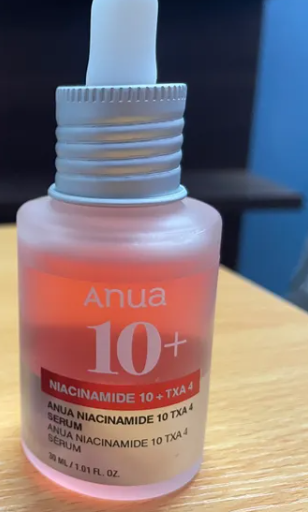 Anua
10+
NIACINAMIDE 10 + TXA 4
ANUA NIACINAMIDE 10 TXA 4
SERUM
ANUA NIACINAMIDE 10 TXA 4
SÉRUM
30 ML / 1.01 FL. OZ.